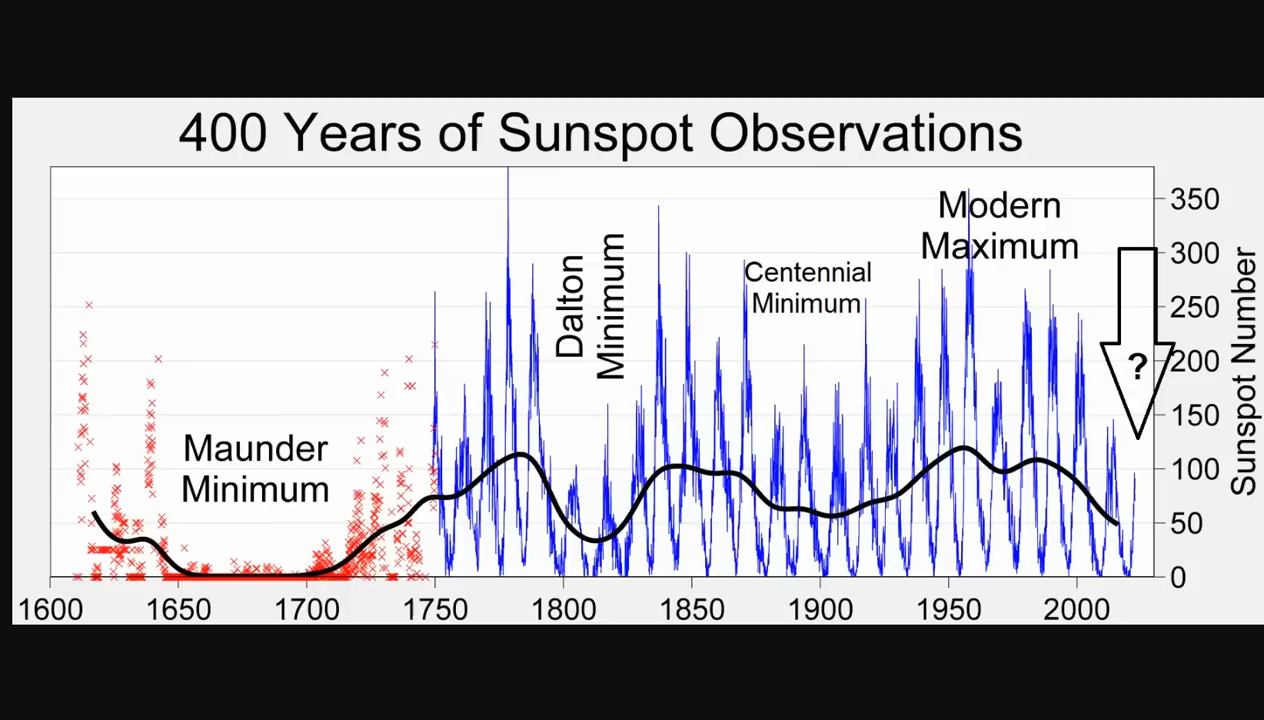 400 Years of Sunspot Observations
Modern
Maximum
Dalton
Minimum
Centennial
Minimum
Maunder
Minimum
?
350
300
250
200
150
100
50
0
Sunspot Number
1600 1650 1700 1750 1800 1850 1900 1950 2000